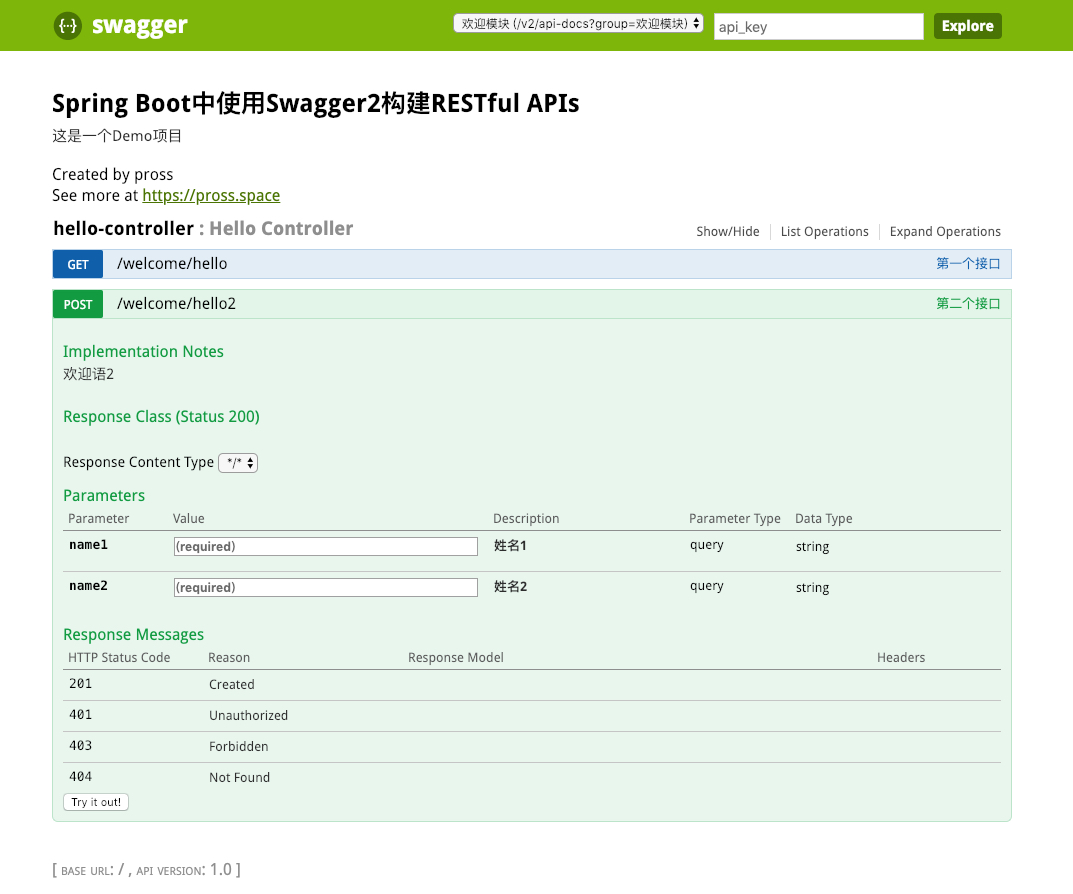 {···} swagger 欢迎模块 (/v2/api-docs?group=欢迎模块) api_key Explore
Spring Boot中使用Swagger2构建RESTful APIs
这是一个Demo项目
Created by pross
See more at https://pross.space
hello-controller : Hello Controller Show/Hide List Operations Expand Operations
GET /welcome/hello 第一个接口
POST /welcome/hello2 第二个接口
Implementation Notes
欢迎语2
Response Class (Status 200)
Response Content Type */*
Parameters
Parameter Value Description Parameter Type Data Type
name1 (required) 姓名1 query string
name2 (required) 姓名2 query string
Response Messages
HTTP Status Code Reason Response Model Headers
201 Created
401 Unauthorized
403 Forbidden
404 Not Found
Try it out!
[ BASE URL: / , API VERSION: 1.0 ]